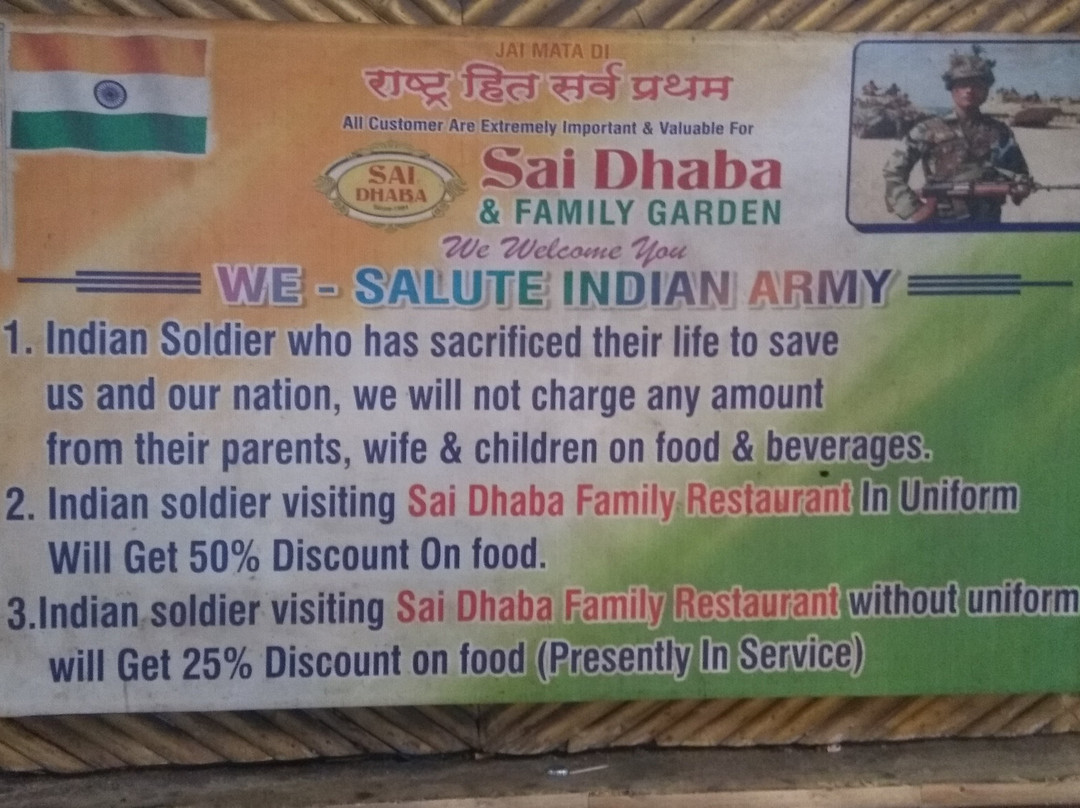 JAI MATA DI
राष्ट्र हित सर्व प्रथम
All Customer Are Extremely Important & Valuable For
SAI
DHABA
Sai Dhaba
& FAMILY GARDEN
We Welcome You
WE - SALUTE INDIAN ARMY
1. Indian Soldier who has sacrificed their life to save
us and our nation, we will not charge any amount
from their parents, wife & children on food & beverages.
2. Indian soldier visiting Sai Dhaba Family Restaurant In Uniform
Will Get 50% Discount On food.
3.Indian soldier visiting Sai Dhaba Family Restaurant without uniform
will Get 25% Discount on food (Presently In Service)